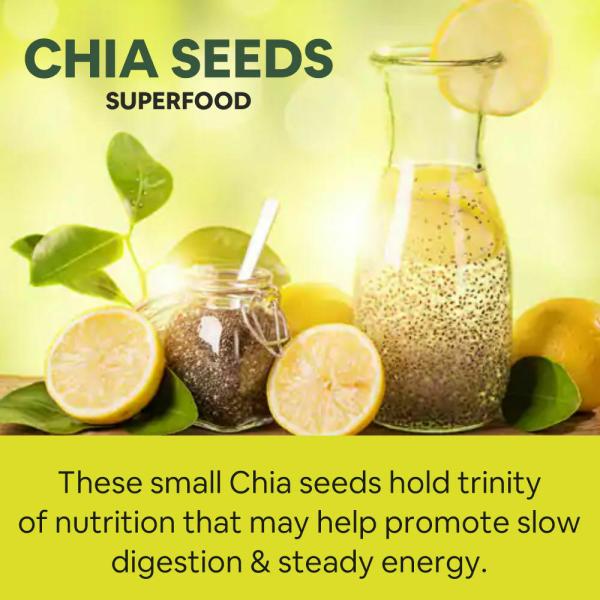 CHIA SEEDS
SUPERFOOD
These small Chia seeds hold trinity
of nutrition that may help promote slow
digestion & steady energy.